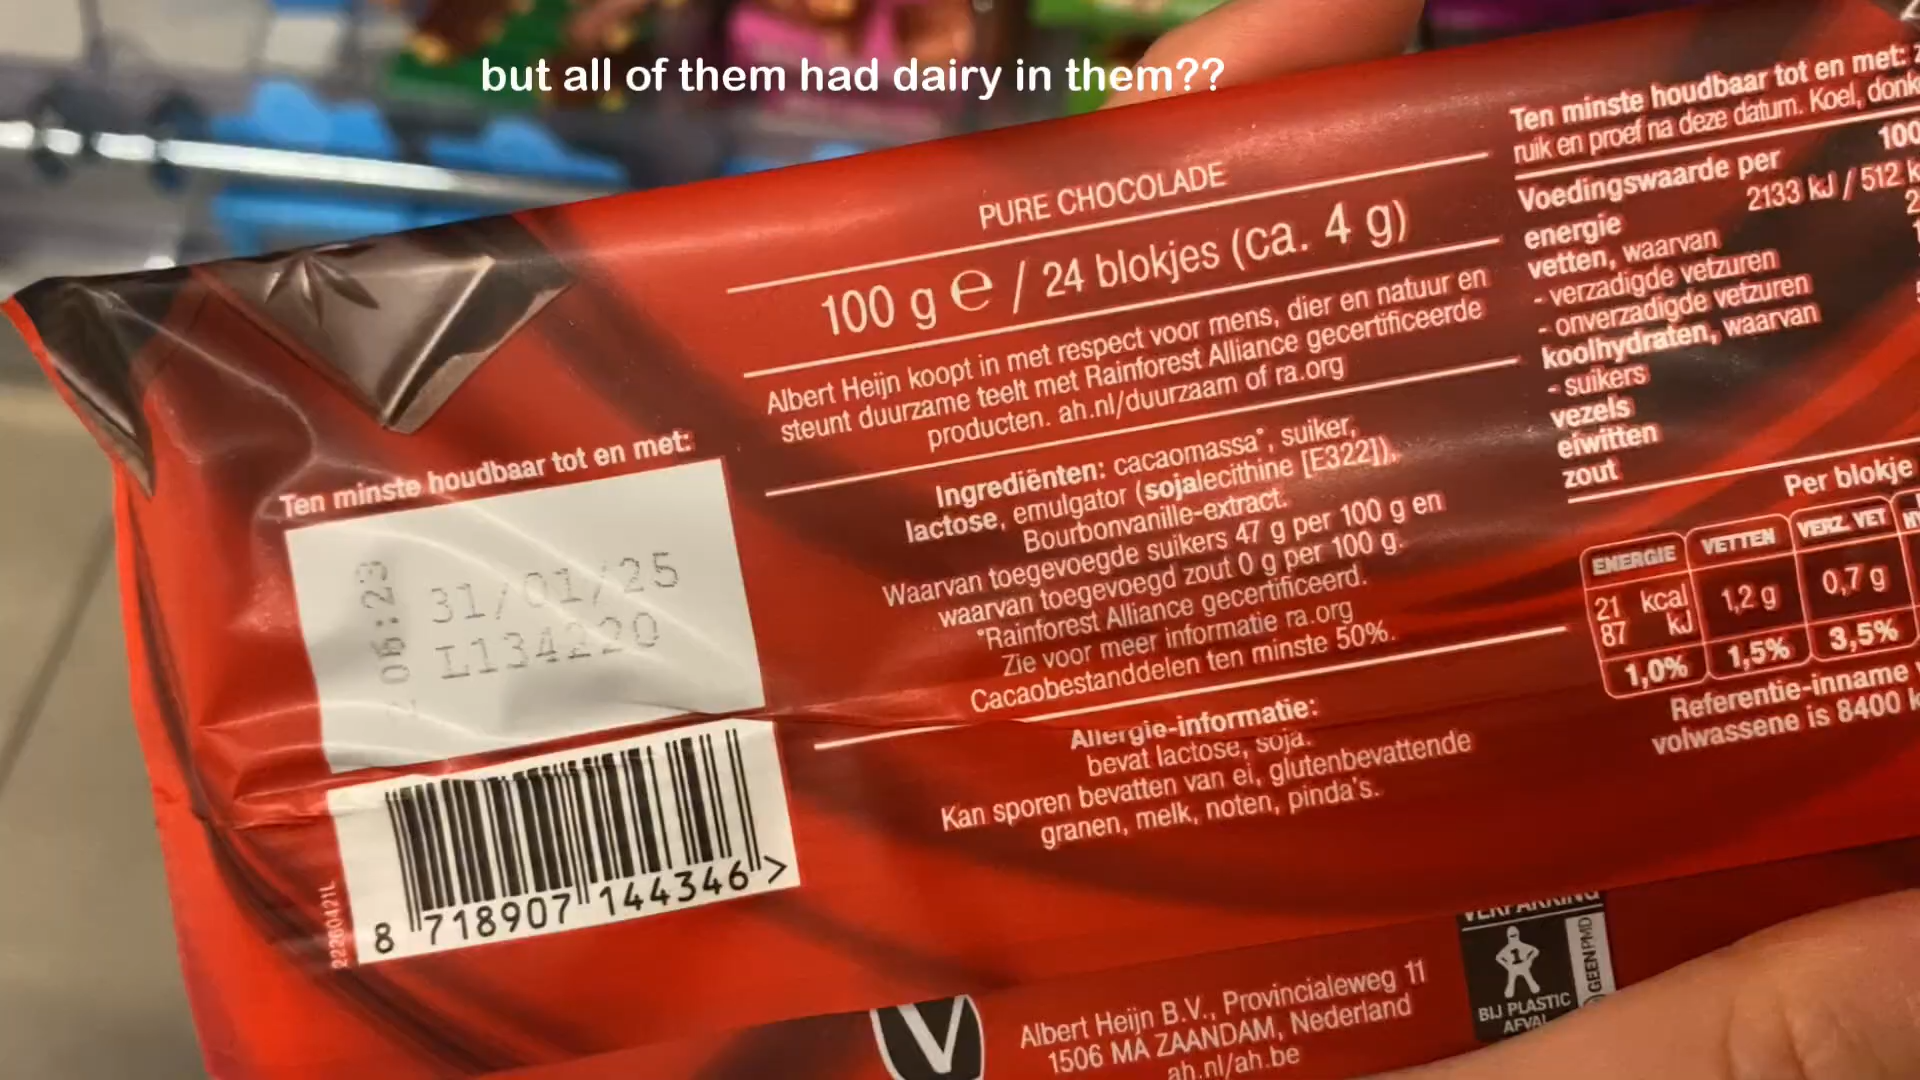 but all of them had dairy in them??
PURE CHOCOLADE
100 g e / 24 blokjes (ca. 4 g)
Albert Heijn koopt in met respect voor mens, dier en natuur en
steunt duurzame teelt met Rainforest Alliance gecertificeerde
producten. ah.nl/duurzaam of ra.org
Ingrediënten: cacaomassa*, suiker,
lactose, emulgator (sojalecithine [E322]),
Bourbonvanille-extract.
Waarvan toegevoegde suikers 47 g per 100 g en
waarvan toegevoegd zout 0 g per 100 g.
*Rainforest Alliance gecertificeerd.
Zie voor meer informatie ra.org
Cacaobestanddelen ten minste 50%.
Allergie-informatie:
bevat lactose, soja.
Kan sporen bevatten van ei, glutenbevattende
granen, melk, noten, pinda's.
Ten minste houdbaar tot en met:
06:23
31/01/25
L134220
8 718907 144346 >
22260421L
Ten minste houdbaar tot en met:
ruik en proef na deze datum. Koel,
Voedingswaarde per 100
energie 2133 kJ / 512
vetten, waarvan
- verzadigde vetzuren
- onverzadigde vetzuren
koolhydraten, waarvan
- suikers
vezels
eiwitten
zout
Per blokje
ENERGIE VETTEN VERZ. VET
21 kcal 1,2 g 0,7 g
87 kJ
1,0% 1,5% 3,5%
Referentie-inname
volwassene is 8400
V
Albert Heijn B.V., Provincialeweg 11
1506 MA ZAANDAM, Nederland
ah.nl/ah.be
VERPAKKING
1
BIJ PLASTIC
AFVAL
GEEN PMD